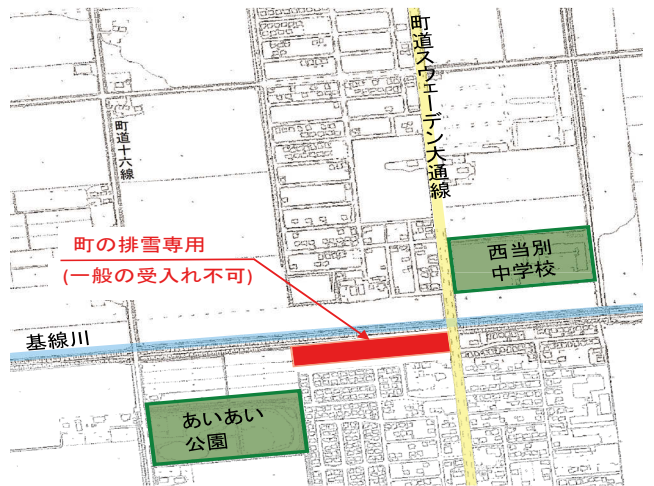 町道スウェーデン大通線
町道十六線
町の排雪専用
(一般の受入れ不可)
西当別
中学校
基線川
あいあい
公園